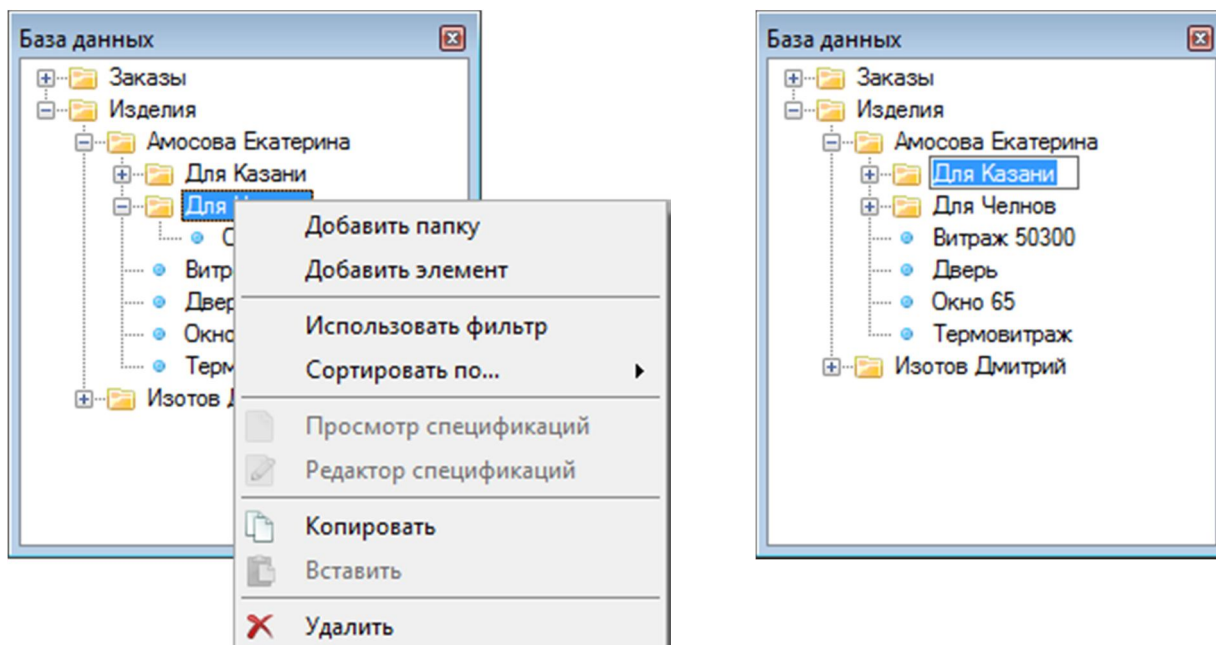 База данных
Заказы
Изделия
Амосова Екатерина
Для Казани
Для
Изотов
Добавить папку
Добавить элемент
Использовать фильтр
Сортировать по...
Просмотр спецификаций
Редактор спецификаций
Копировать
Вставить
Удалить
База данных
Заказы
Изделия
Амосова Екатерина
Для Казани
Для Челнов
Витраж 50300
Дверь
Окно 65
Термовитраж
Изотов Дмитрий